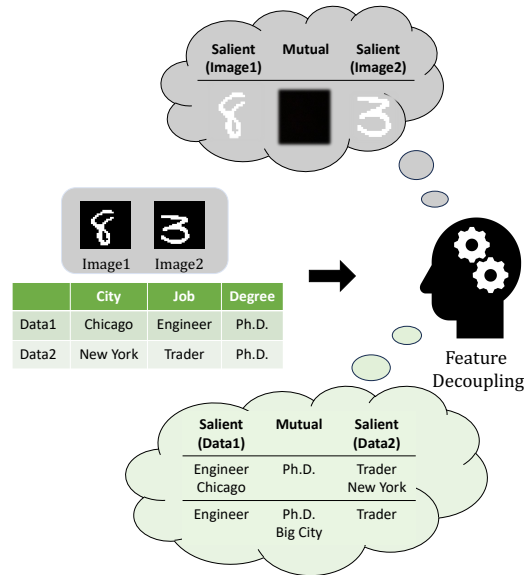 Salient Mutual Salient
(Image1) (Image2)
Image1 Image2
City Job Degree
Data1 Chicago Engineer Ph.D.
Data2 New York Trader Ph.D.
Feature
Decoupling
Salient Mutual Salient
(Data1) (Data2)
Engineer Ph.D. Trader
Chicago New York
Engineer Ph.D. Trader
Big City